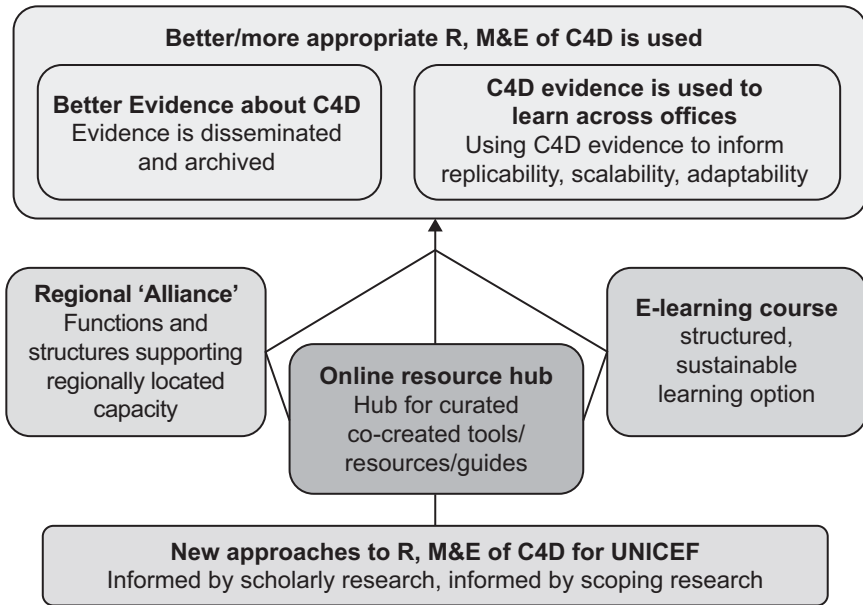 Better/more appropriate R, M&E of C4D is used
Better Evidence about C4D
Evidence is disseminated
and archived
C4D evidence is used to
learn across offices
Using C4D evidence to inform
replicability, scalability, adaptability
Regional ‘Alliance’
Functions and
structures supporting
regionally located
capacity
Online resource hub
Hub for curated
co-created tools/
resources/guides
E-learning course
structured,
sustainable
learning option
New approaches to R, M&E of C4D for UNICEF
Informed by scholarly research, informed by scoping research